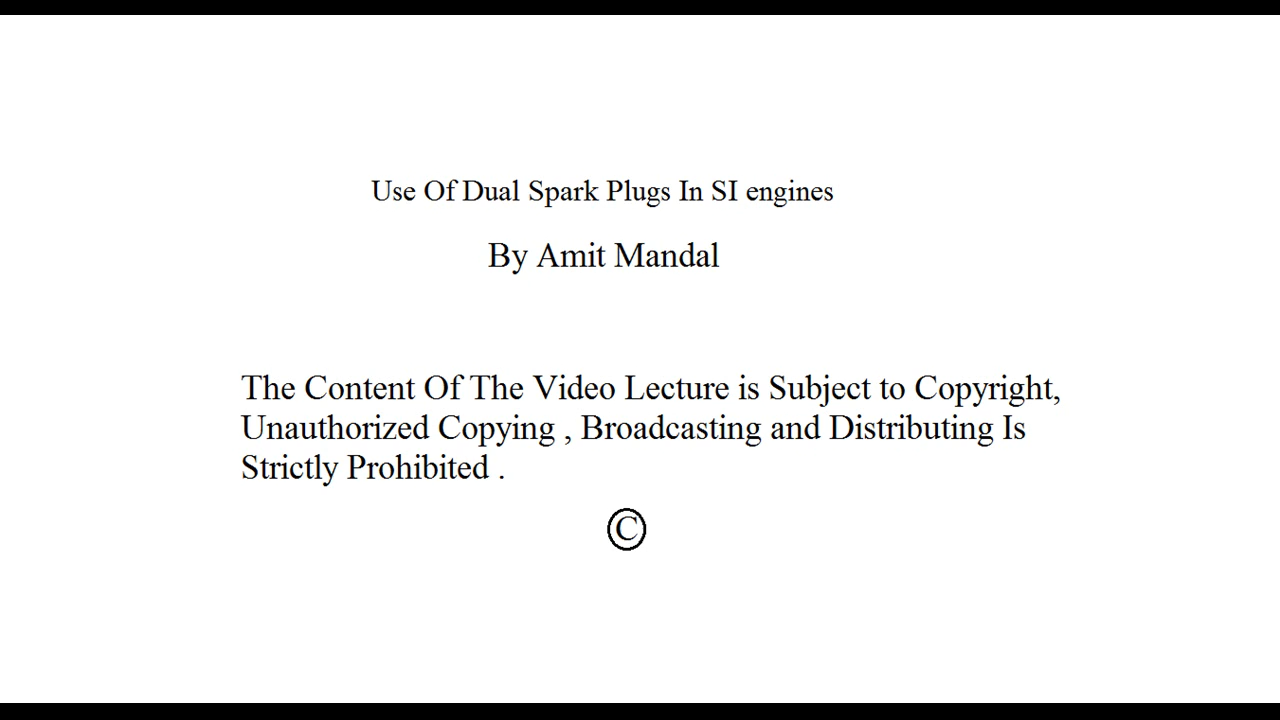 Use Of Dual Spark Plugs In SI engines
By Amit Mandal
The Content Of The Video Lecture is Subject to Copyright,
Unauthorized Copying , Broadcasting and Distributing Is
Strictly Prohibited .
©